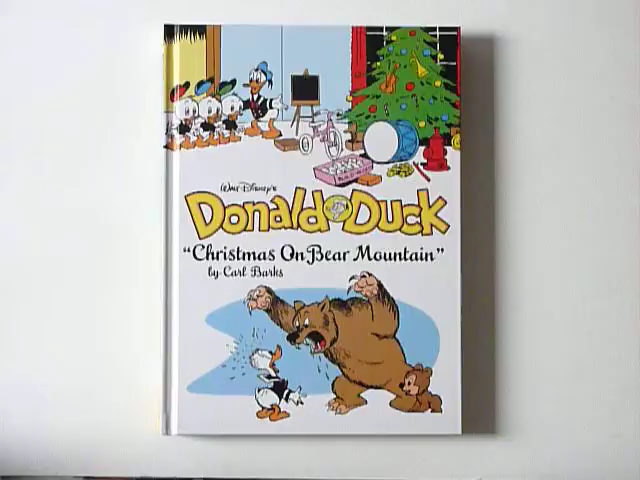 Walt Disney's
Donald Duck
"Christmas On Bear Mountain"
by Carl Barks